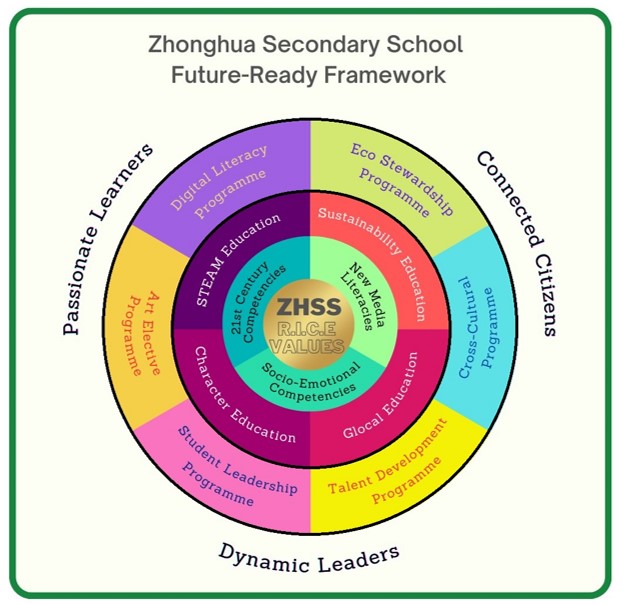 Zhonghua Secondary School
Future-Ready Framework
Passionate Learners
Connected Citizens
Dynamic Leaders
Digital Literacy
Programme
Eco Stewardship
Programme
Cross-Cultural
Programme
Talent Development
Programme
Student Leadership
Programme
Art Elective
Programme
STEAM Education
Sustainability Education
Glocal Education
Character Education
21st Century
Competencies
New Media
Literacies
Socio-Emotional
Competencies
ZHSS
R.I.C.E
VALUES